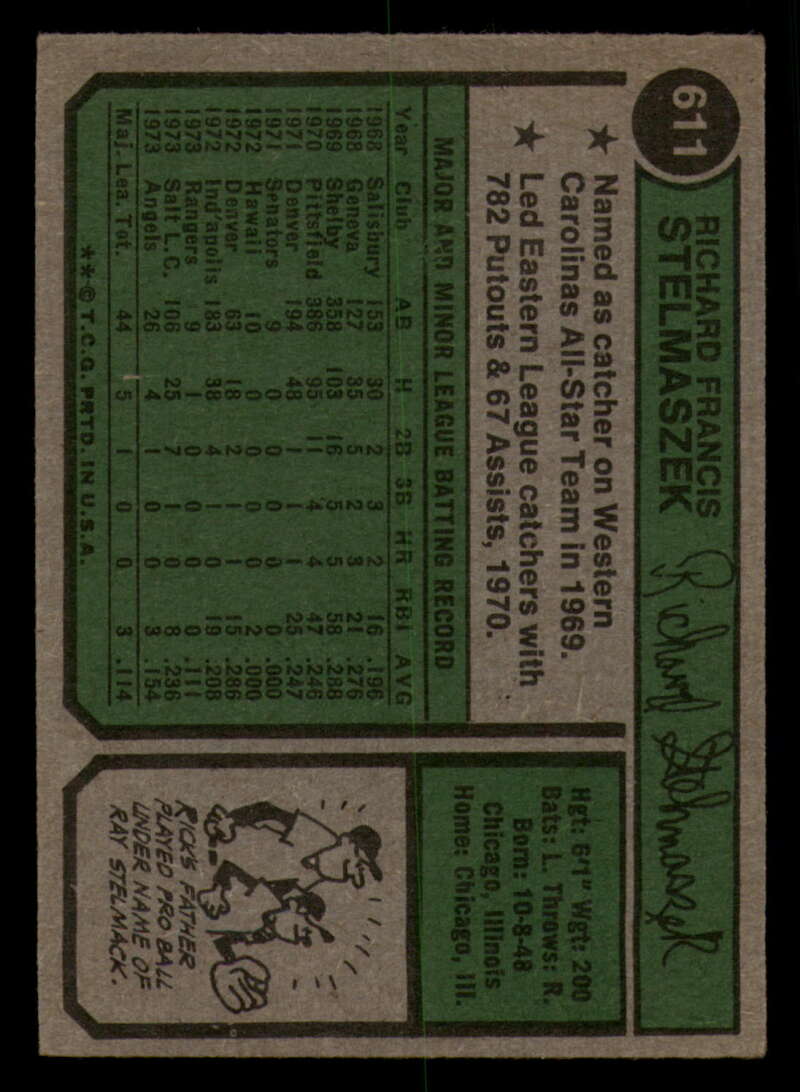 611
RICHARD FRANCIS
STELMASZEK
Richard Stelmaszek
★ Named as catcher on Western
Carolinas All-Star Team in 1969.
★ Led Eastern League catchers with
782 Putouts & 67 Assists, 1970.
Hgt: 6'1" Wgt: 200
Bats: L. Throws: R.
Born: 10-8-48
Chicago, Illinois
Home: Chicago, Ill.
MAJOR AND MINOR LEAGUE BATTING RECORD
Year Club AB H 2B 3B HR RBI AVG
1968 Salisbury 153 30 2 3 2 16 .196
1968 Geneva 127 35 5 2 3 21 .276
1969 Shelby 358 103 16 5 5 58 .288
1970 Pittsfield 386 95 11 4 4 47 .246
1971 Denver 194 48 1 1 1 25 .247
1971 Senators 9 0 0 0 0 0 .000
1972 Hawaii 10 0 0 0 0 2 .000
1972 Denver 63 18 2 1 1 15 .286
1972 Ind'apolis 183 38 4 1 1 19 .208
1973 Rangers 9 1 0 0 0 0 .111
1973 Salt L. C. 106 25 7 1 0 8 .236
1973 Angels 26 4 1 0 0 3 .154
Maj. Lea. Tot. 44 5 1 0 0 3 .114
**© T.C.G. PRTD. IN U.S.A.
RICK'S FATHER
PLAYED PRO BALL
UNDER NAME OF
RAY STELMACK.